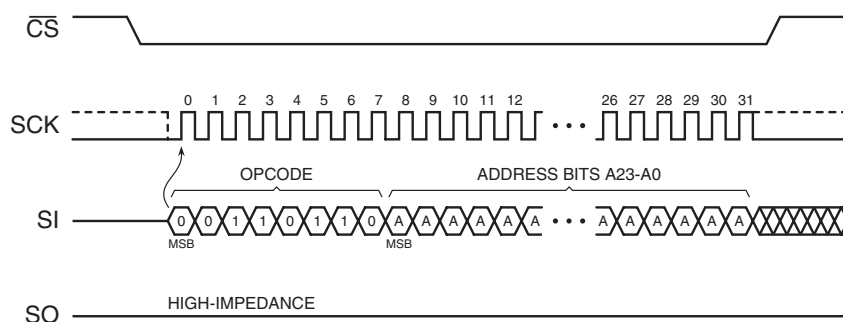 CS
0 1 2 3 4 5 6 7 8 9 10 11 12 26 27 28 29 30 31
SCK
OPCODE ADDRESS BITS A23-A0
SI 0 0 1 1 0 1 1 0 A A A A A A A A A A A A
MSB MSB
HIGH-IMPEDANCE
SO